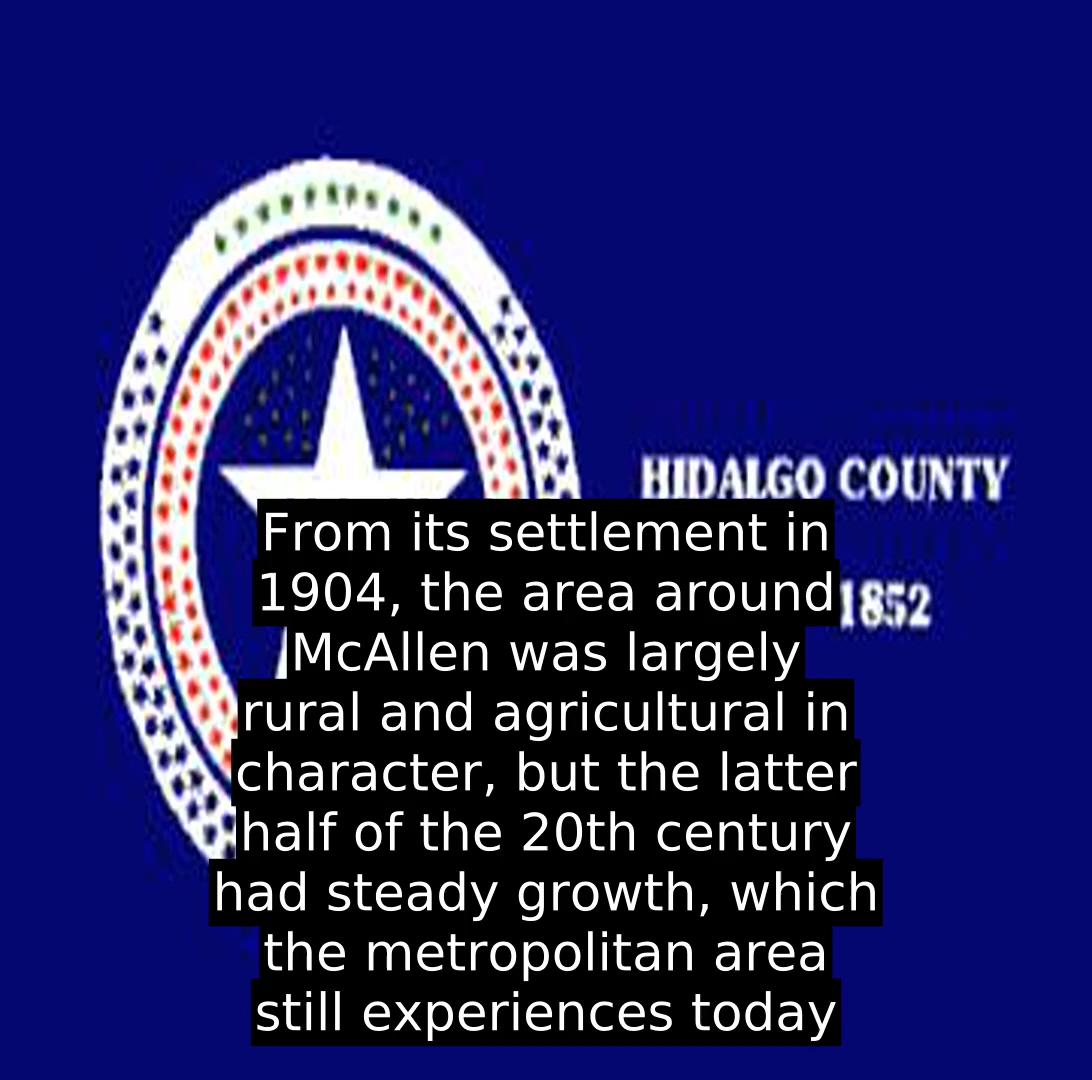 HIDALGO COUNTY
1852
From its settlement in
1904, the area around
McAllen was largely
rural and agricultural in
character, but the latter
half of the 20th century
had steady growth, which
the metropolitan area
still experiences today